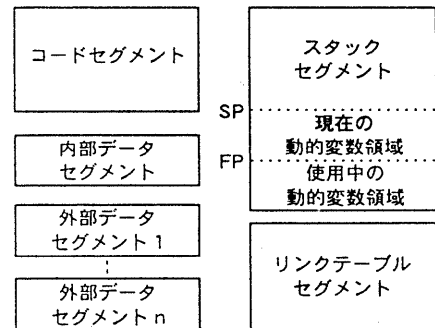 コードセグメント
内部データ
セグメント
外部データ
セグメント1
外部データ
セグメントn
スタック
セグメント
SP
現在の
動的変数領域
FP
使用中の
動的変数領域
リンクテーブル
セグメント